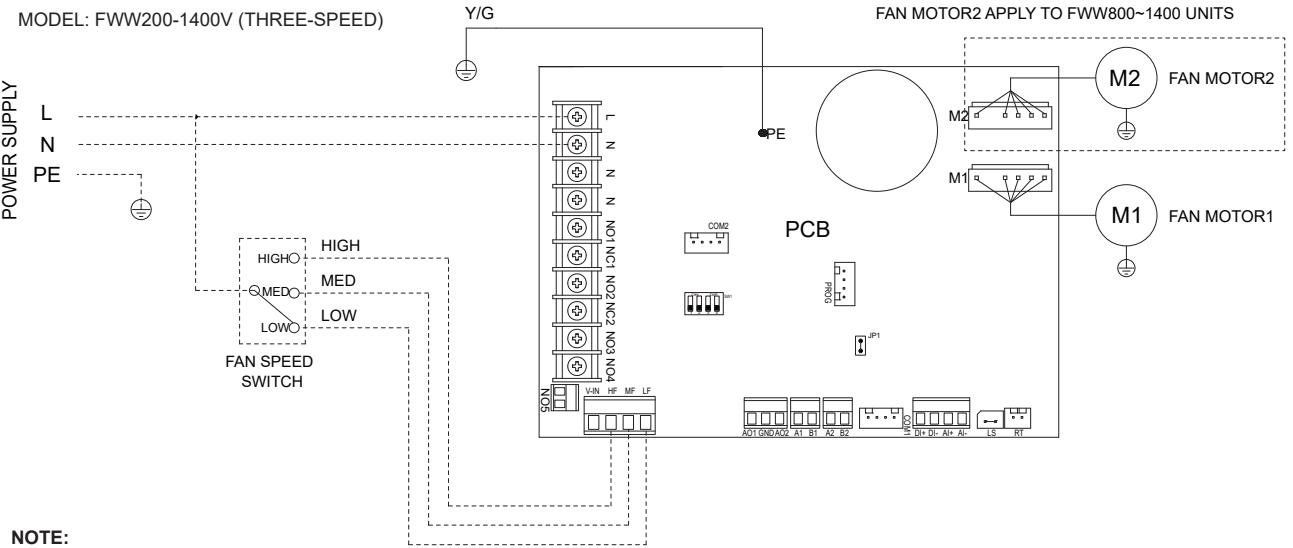 MODEL: FWW200-1400V (THREE-SPEED)
Y/G
FAN MOTOR2 APPLY TO FWW800~1400 UNITS
POWER SUPPLY
L
N
PE
L
N
N
N
NO1
NC1
NO2
NC2
NO3
NO4
PE
M2
M2
FAN MOTOR2
M1
M1
FAN MOTOR1
PCB
COM2
SW1
PROG
JP1
HIGH
HIGH
MED
MED
LOW
LOW
FAN SPEED
SWITCH
NO5
V-IN HF MF LF
AO1 GND AO2 A1 B1 A2 B2
COM1
DI+ DI- AI+ AI- LS RT
NOTE: